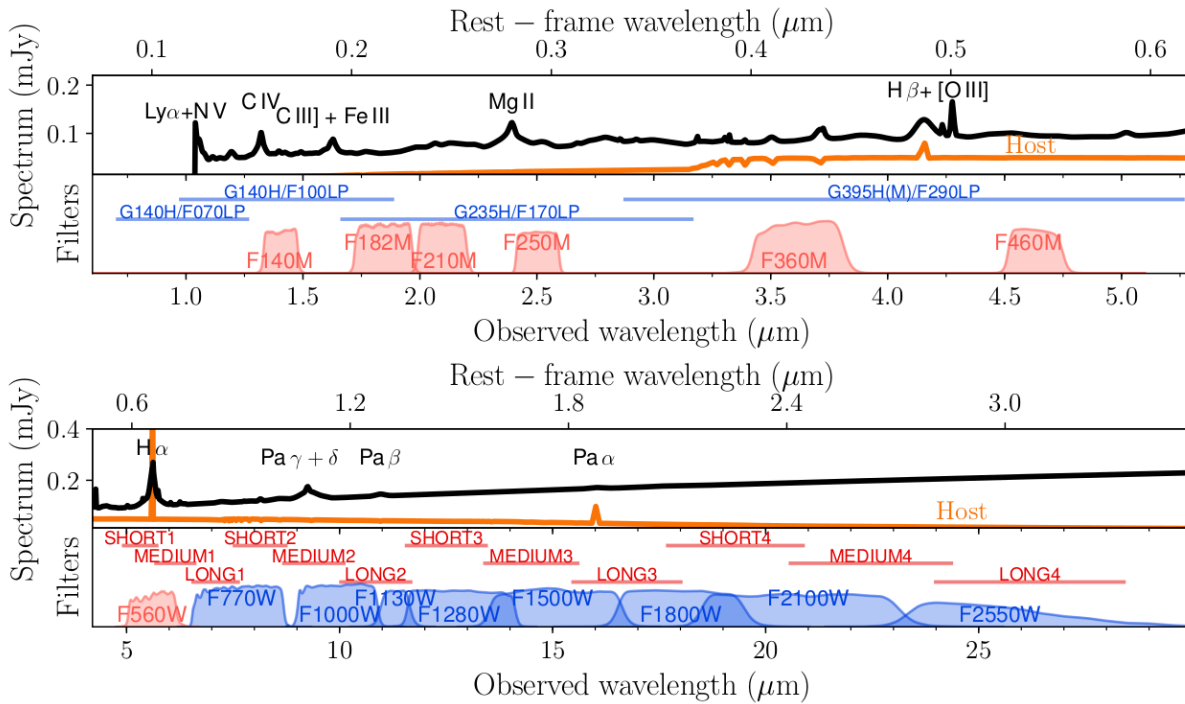 Rest − frame wavelength (μm)
0.1 0.2 0.3 0.4 0.5 0.6
Spectrum (mJy)
0.2
0.1
Lyα+N V
C IV
C III] + Fe III
Mg II
H β+ [O III]
Host
Filters
G140H/F100LP
G395H(M)/F290LP
G140H/F070LP
G235H/F170LP
F140M
F182M
F210M
F250M
F360M
F460M
1.0 1.5 2.0 2.5 3.0 3.5 4.0 4.5 5.0
Observed wavelength (μm)
Rest − frame wavelength (μm)
0.6 1.2 1.8 2.4 3.0
Spectrum (mJy)
0.4
0.2
H α
Pa γ + δ
Pa β
Pa α
Host
Filters
SHORT1
SHORT2
SHORT3
SHORT4
MEDIUM1
MEDIUM2
MEDIUM3
MEDIUM4
LONG1
LONG2
LONG3
LONG4
F560W
F770W
F1000W
F1130W
F1280W
F1500W
F1800W
F2100W
F2550W
5 10 15 20 25
Observed wavelength (μm)